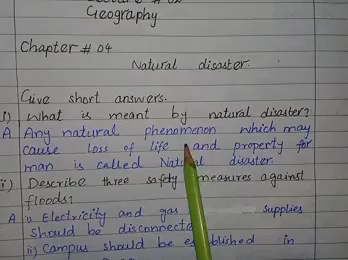 Geography
Chapter # 04
Natural disaster.
Give short answers.
i) What is meant by natural disaster?
A Any natural phenomenon which may
cause loss of life and property for
man is called Natural disaster.
ii) Describe three safety measures against
floods?
A i) Electricity and gas supplies
should be disconnecte
ii) Campus should be established in